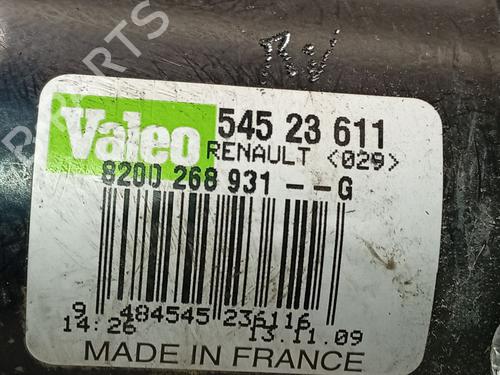 Valeo 545 23 611
RENAULT <029>
8200 268 931 -- G
9 484545 236116
14:26 13.11.09
MADE IN FRANCE